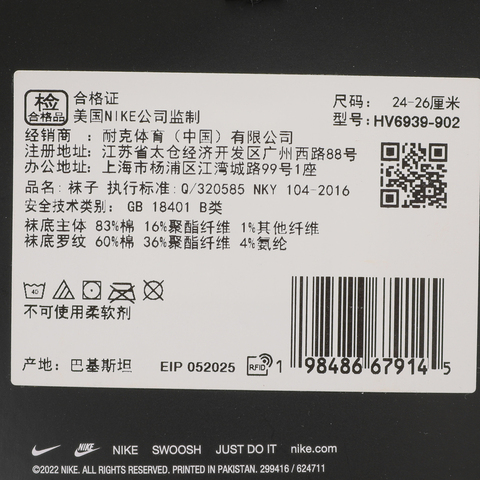 检
合格品
合格证
美国NIKE公司监制
经销商 : 耐克体育(中国)有限公司
注册地址: 江苏省太仓经济开发区广州西路88号
办公地址: 上海市杨浦区江湾城路99号1座
品名: 袜子 执行标准:Q/320585 NKY 104-2016
安全技术类别: GB 18401 B类
袜底主体 83%棉 16%聚酯纤维 1%其他纤维
袜底罗纹 60%棉 36%聚酯纤维 4%氨纶
尺码: 24-26厘米
型号: HV6939-902
40
不可使用柔软剂
产地: 巴基斯坦
EIP 052025
RFID
1 98486 67914 5
NIKE
NIKE SWOOSH JUST DO IT nike.com
©2022 NIKE. ALL RIGHTS RESERVED. PRINTED IN PAKISTAN. 299416 / 624711